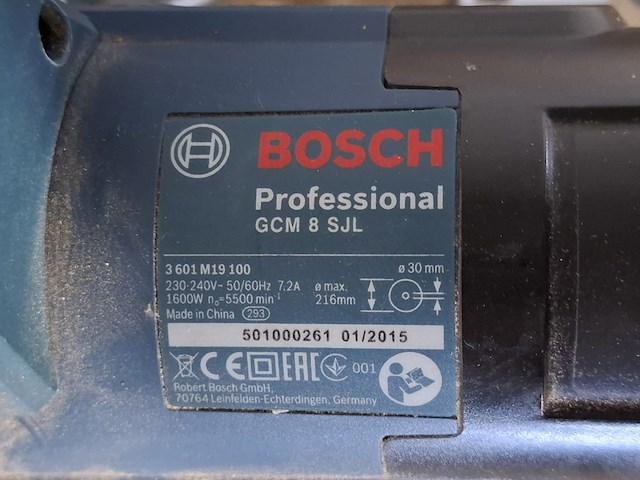 BOSCH
Professional
GCM 8 SJL
3 601 M19 100
230-240V~ 50/60Hz 7.2A
1600W n₀=5500 min⁻¹
Made in China 293
ø max.
216mm
ø 30 mm
501000261 01/2015
CE EAC 001
Robert Bosch GmbH,
70764 Leinfelden-Echterdingen, Germany